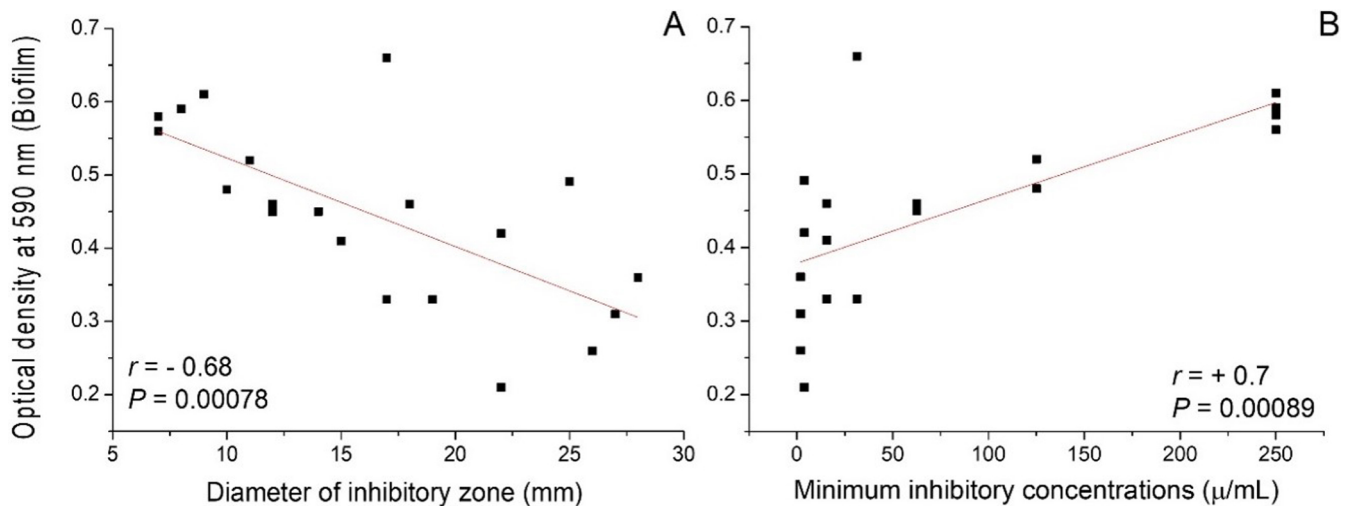 A
B
Optical density at 590 nm (Biofilm)
0.7
0.6
0.5
0.4
0.3
0.2
r = - 0.68
P = 0.00078
5
10
15
20
25
30
Diameter of inhibitory zone (mm)
0.7
0.6
0.5
0.4
0.3
0.2
r = + 0.7
P = 0.00089
0
50
100
150
200
250
Minimum inhibitory concentrations (μ/mL)